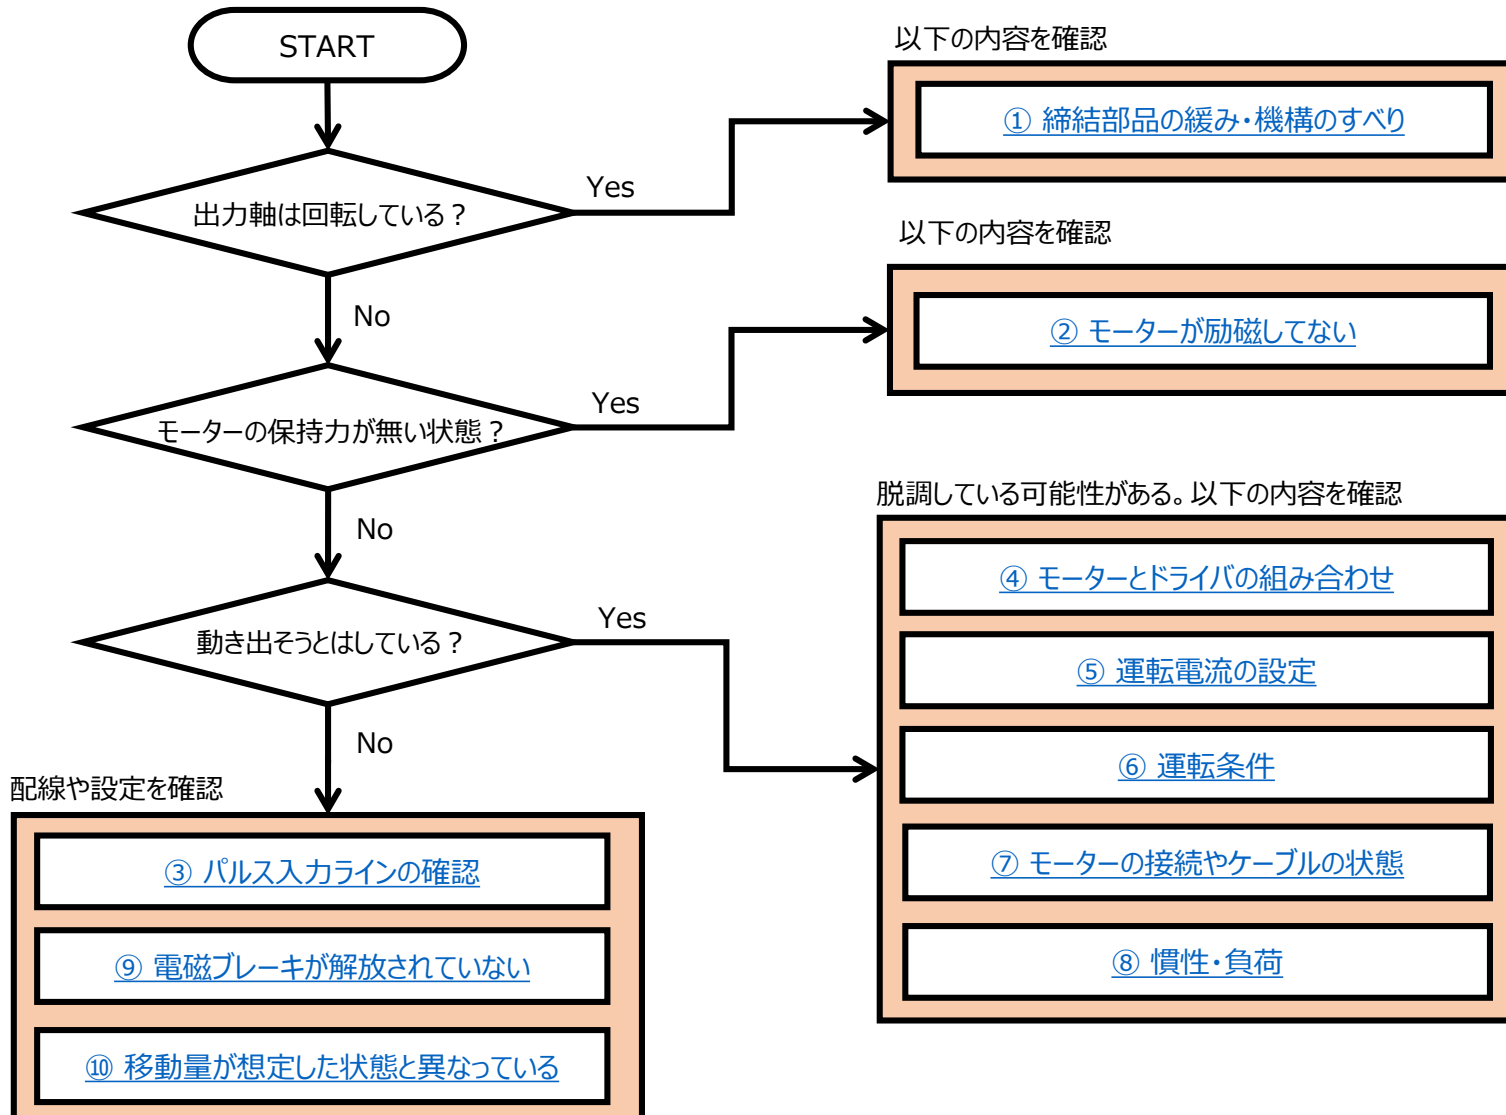 START
出力軸は回転している？
Yes
以下の内容を確認
① 締結部品の緩み・機構のすべり
No
モーターの保持力が無い状態？
Yes
以下の内容を確認
② モーターが励磁してない
No
動き出そうとはしている？
Yes
脱調している可能性がある。以下の内容を確認
④ モーターとドライバの組み合わせ
⑤ 運転電流の設定
⑥ 運転条件
⑦ モーターの接続やケーブルの状態
⑧ 慣性・負荷
No
配線や設定を確認
③ パルス入力ラインの確認
⑨ 電磁ブレーキが解放されていない
⑩ 移動量が想定した状態と異なっている